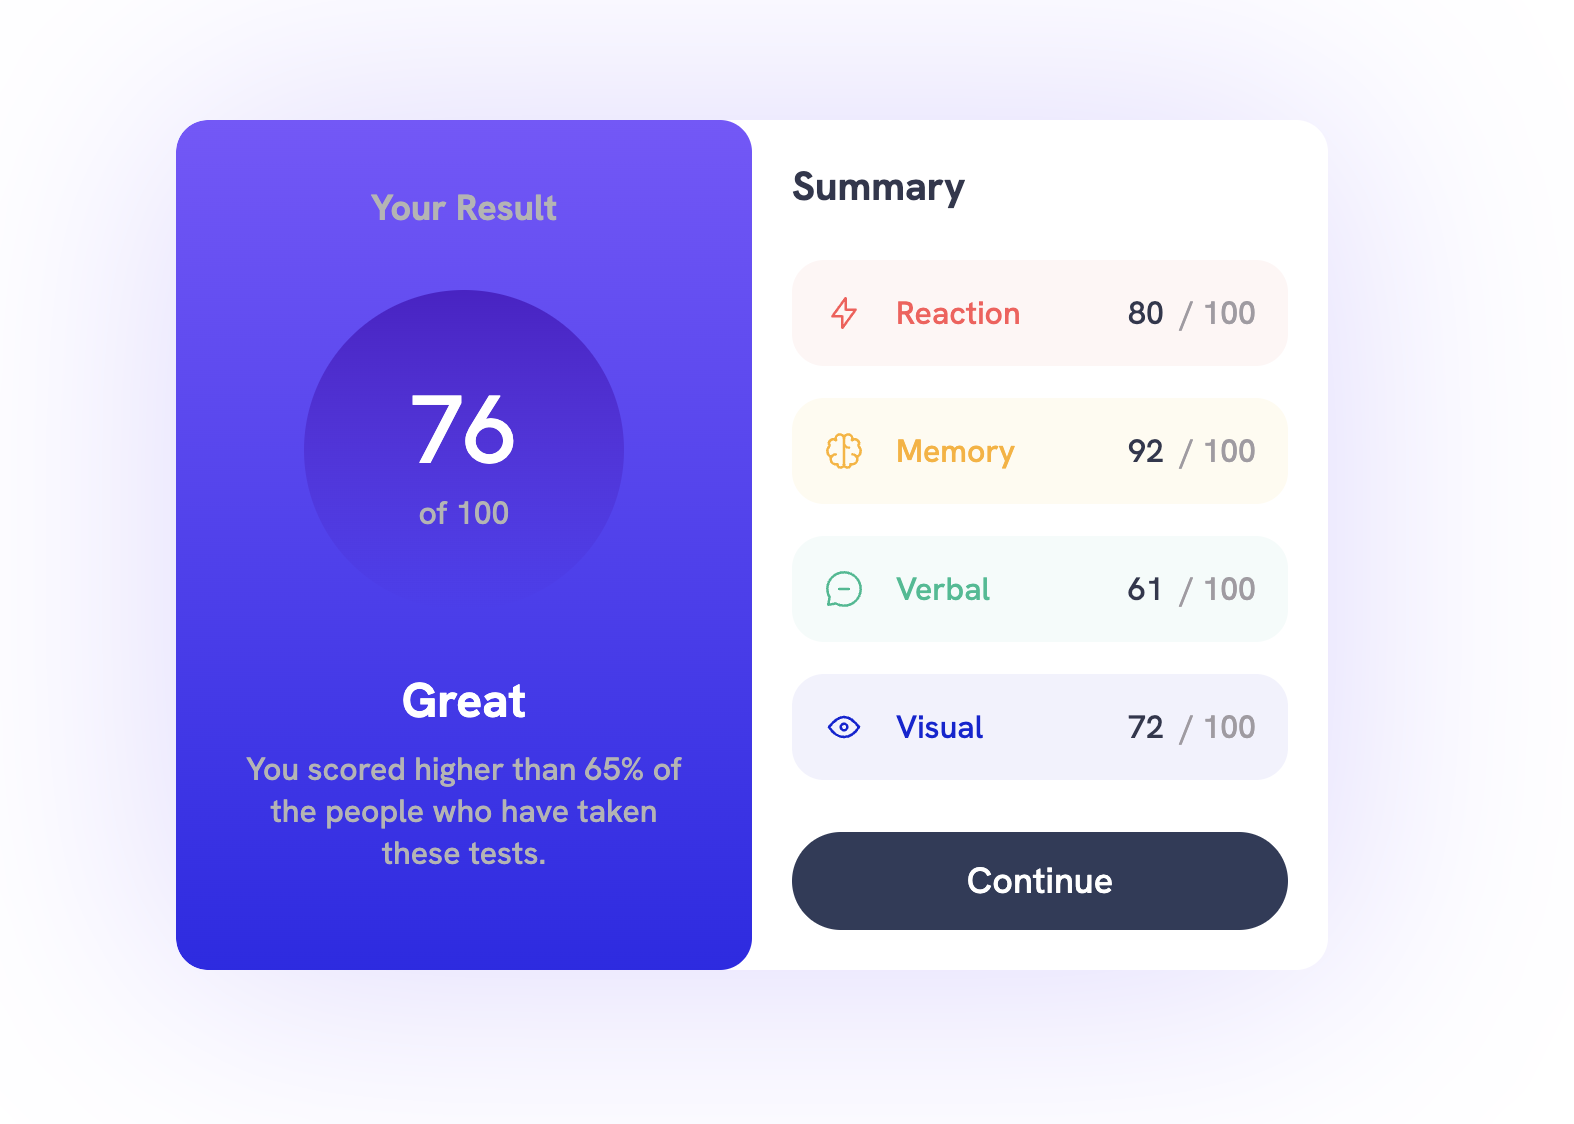 Your Result
76
of 100
Great
You scored higher than 65% of
the people who have taken
these tests.
Summary
Reaction 80 / 100
Memory 92 / 100
Verbal 61 / 100
Visual 72 / 100
Continue